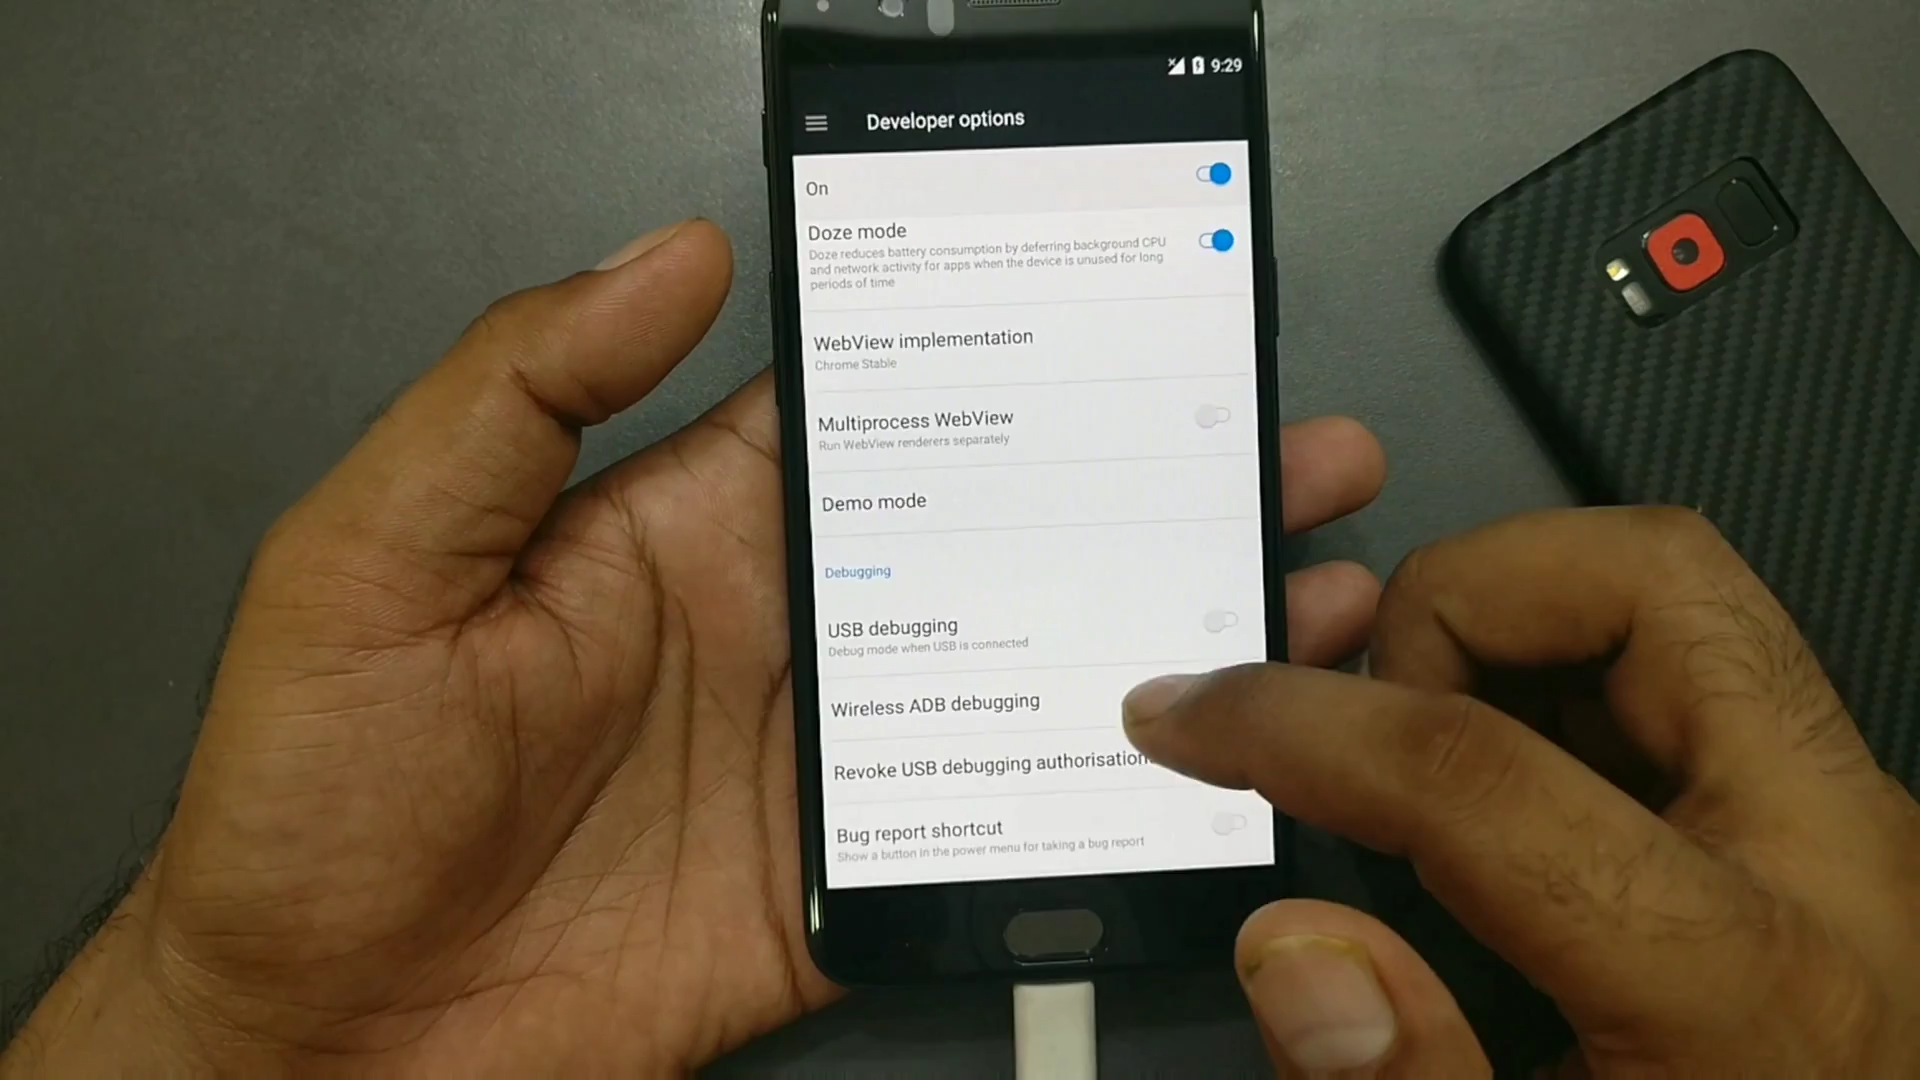 9:29
Developer options
On
Doze mode
Doze reduces battery consumption by deferring background CPU
and network activity for apps when the device is unused for long
periods of time
WebView implementation
Chrome Stable
Multiprocess WebView
Run WebView renderers separately
Demo mode
Debugging
USB debugging
Debug mode when USB is connected
Wireless ADB debugging
Revoke USB debugging authorisation
Bug report shortcut
Show a button in the power menu for taking a bug report